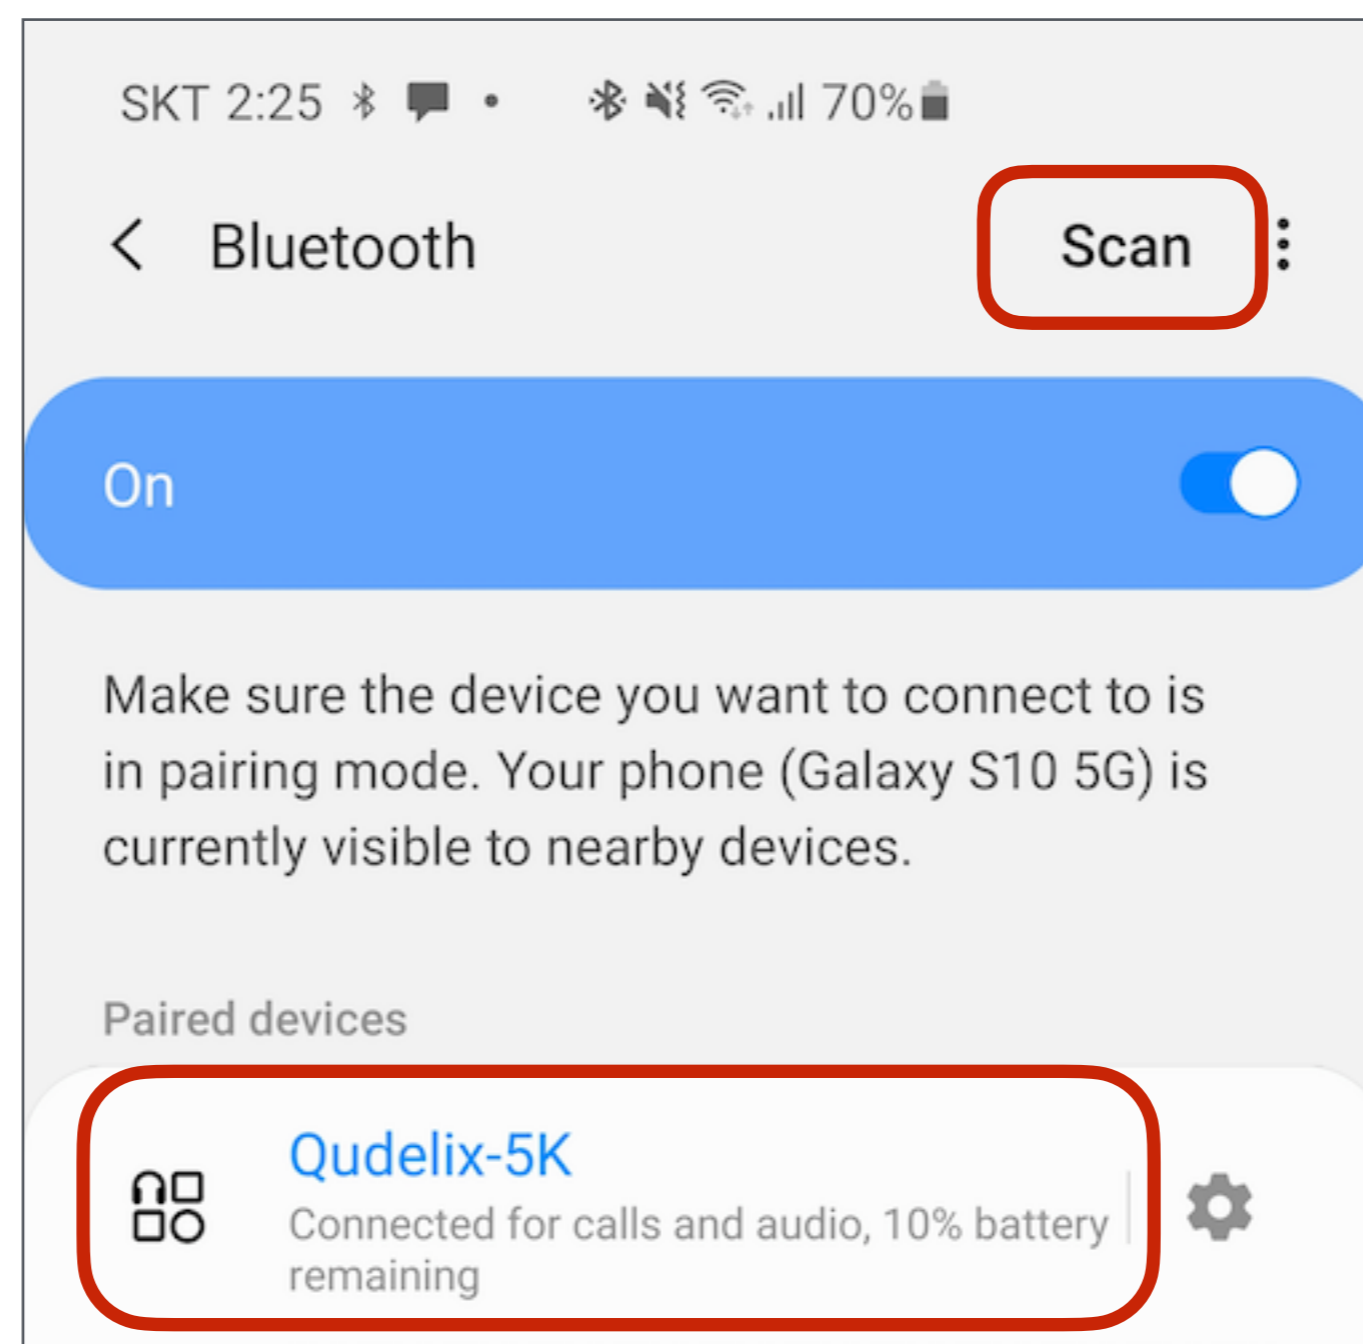 SKT 2:25 70%
Bluetooth Scan
On
Make sure the device you want to connect to is
in pairing mode. Your phone (Galaxy S10 5G) is
currently visible to nearby devices.
Paired devices
Qudelix-5K
Connected for calls and audio, 10% battery
remaining